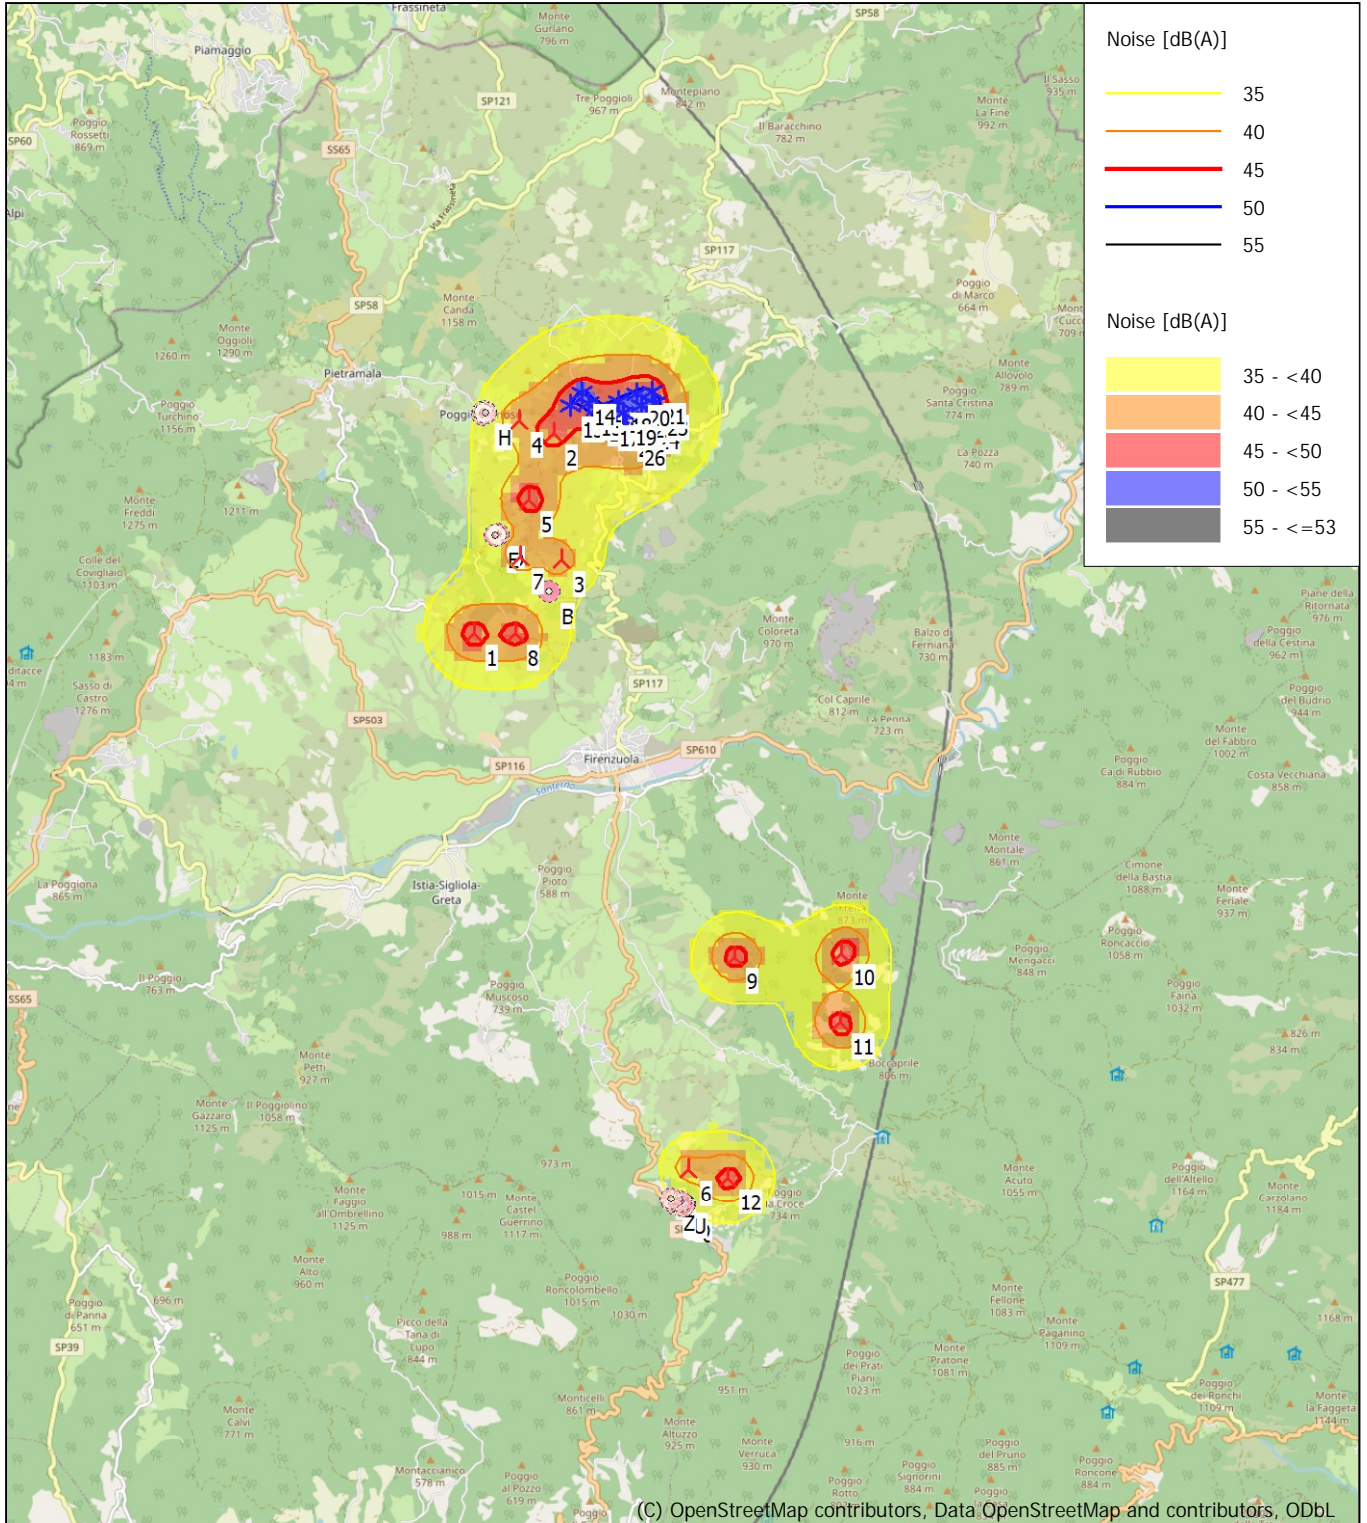 Frassineta
Monte
Gurlano
796 m
SP58
Piamaggio
SP121
Tre Poggioli
967 m
Montepiano
842 m
Il Sasso
935 m
Poggio
Rossetti
869 m
SP60
SS65
Il Baracchino
782 m
Monte
La Fine
992 m
Alpi
Via Frassineta
SP117
Poggio
di Marco
664 m
SP58
Monte
Canda
1158 m
Monte
Oggioli
1290 m
1260 m
Pietramala
Monte
Allovolo
789 m
Poggio
Santa Cristina
774 m
Poggio
Turchino
1156 m
H
4
2
14
20
21
17
19
26
La Pozza
740 m
1211 m
Monte
Freddi
1275 m
5
Colle del
Covigliaio
1103 m
7
3
B
Monte
Coloreta
970 m
Balzo di
Ferniana
730 m
Piane della
Ritornata
976 m
Poggio
della Cestina
962 m
1183 m
Sasso di
Castro
1276 m
1
8
SP117
Col Caprile
812 m
La Penna
723 m
Poggio
del Budrio
944 m
SP503
Monte
del Fabbro
1002 m
SP610
Firenzuola
SP116
Santerno
Poggio
Ca di Rubbio
884 m
Costa Vecchiana
858 m
Monte
Montale
861 m
Poggio
Pioto
588 m
Istia-Sigliola-
Greta
La Poggiona
865 m
Cimone
della Bastia
1088 m
Monte
Feriale
937 m
Monte
873 m
Poggio
Roncaccio
1058 m
Poggio
Mengacci
848 m
9
10
Il Poggio
763 m
Poggio
Muscoso
739 m
SS65
Poggio
Faina
1032 m
11
826 m
834 m
Boccaprile
806 m
Monte
Petti
927 m
Monte
Gazzaro
1125 m
Il Poggiolino
1058 m
973 m
Monte
Faggio
all'Ombrellino
1125 m
1015 m
Monte
Castel
Guerrino
1117 m
988 m
6
12
Poggio
la Croce
734 m
ZU
Monte
Acuto
1055 m
Poggio
dell'Altello
1164 m
Monte
Carzolano
1184 m
Monte
Alto
960 m
Poggio
Roncolombello
1015 m
1030 m
696 m
Poggio
di Panna
651 m
SP39
Picco della
Tana di
Lupo
844 m
SP477
Monte
Fellone
1083 m
Monte
Paganino
1109 m
1168 m
Monte
Pratone
1081 m
Poggio
dei Prati
Piani
1023 m
951 m
Monticelli
861 m
Monte
Altuzzo
925 m
Monte
Calvi
771 m
Poggio
dei Ronchi
1109 m
Monte
la Faggeta
1144 m
Monte
Verruca
930 m
916 m
Poggio
del Pruno
885 m
Poggio
Roncone
884 m
Montaccianico
578 m
Poggio
al Pozzo
619 m
Poggio
Signorini
884 m
Poggio
Rotto
Poggio
(C) OpenStreetMap contributors, Data OpenStreetMap and contributors, ODbL
Noise [dB(A)]
35
40
45
50
55
Noise [dB(A)]
35 - <40
40 - <45
45 - <50
50 - <55
55 - <=53